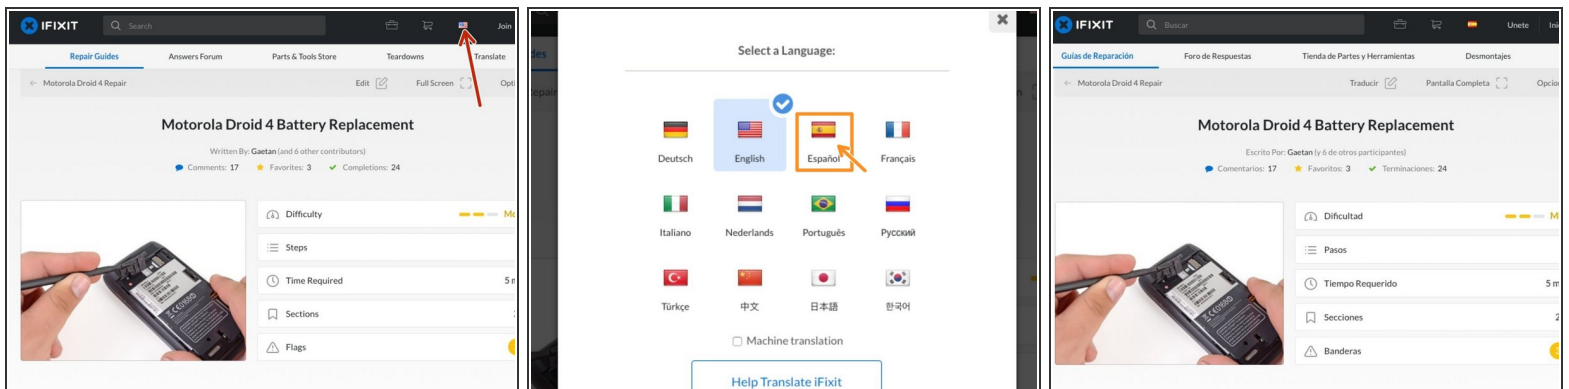 IFIXIT
Search
Join
Repair Guides
Answers Forum
Parts & Tools Store
Teardowns
Translate
Motorola Droid 4 Repair
Edit
Full Screen
Motorola Droid 4 Battery Replacement
Written By: Gaetan (and 6 other contributors)
Comments: 17
Favorites: 3
Completions: 24
Difficulty
Steps
Time Required
Sections
Flags
Select a Language:
Deutsch
English
Español
Français
Italiano
Nederlands
Português
Русский
Türkçe
中文
日本語
한국어
Machine translation
Help Translate iFixit
IFIXIT
Buscar
Unete
Guías de Reparación
Foro de Respuestas
Tienda de Partes y Herramientas
Desmontajes
Motorola Droid 4 Repair
Traducir
Pantalla Completa
Motorola Droid 4 Battery Replacement
Escrito Por: Gaetan (y 6 de otros participantes)
Comentarios: 17
Favoritos: 3
Terminaciones: 24
Dificultad
Pasos
Tiempo Requerido
Secciones
2
Banderas